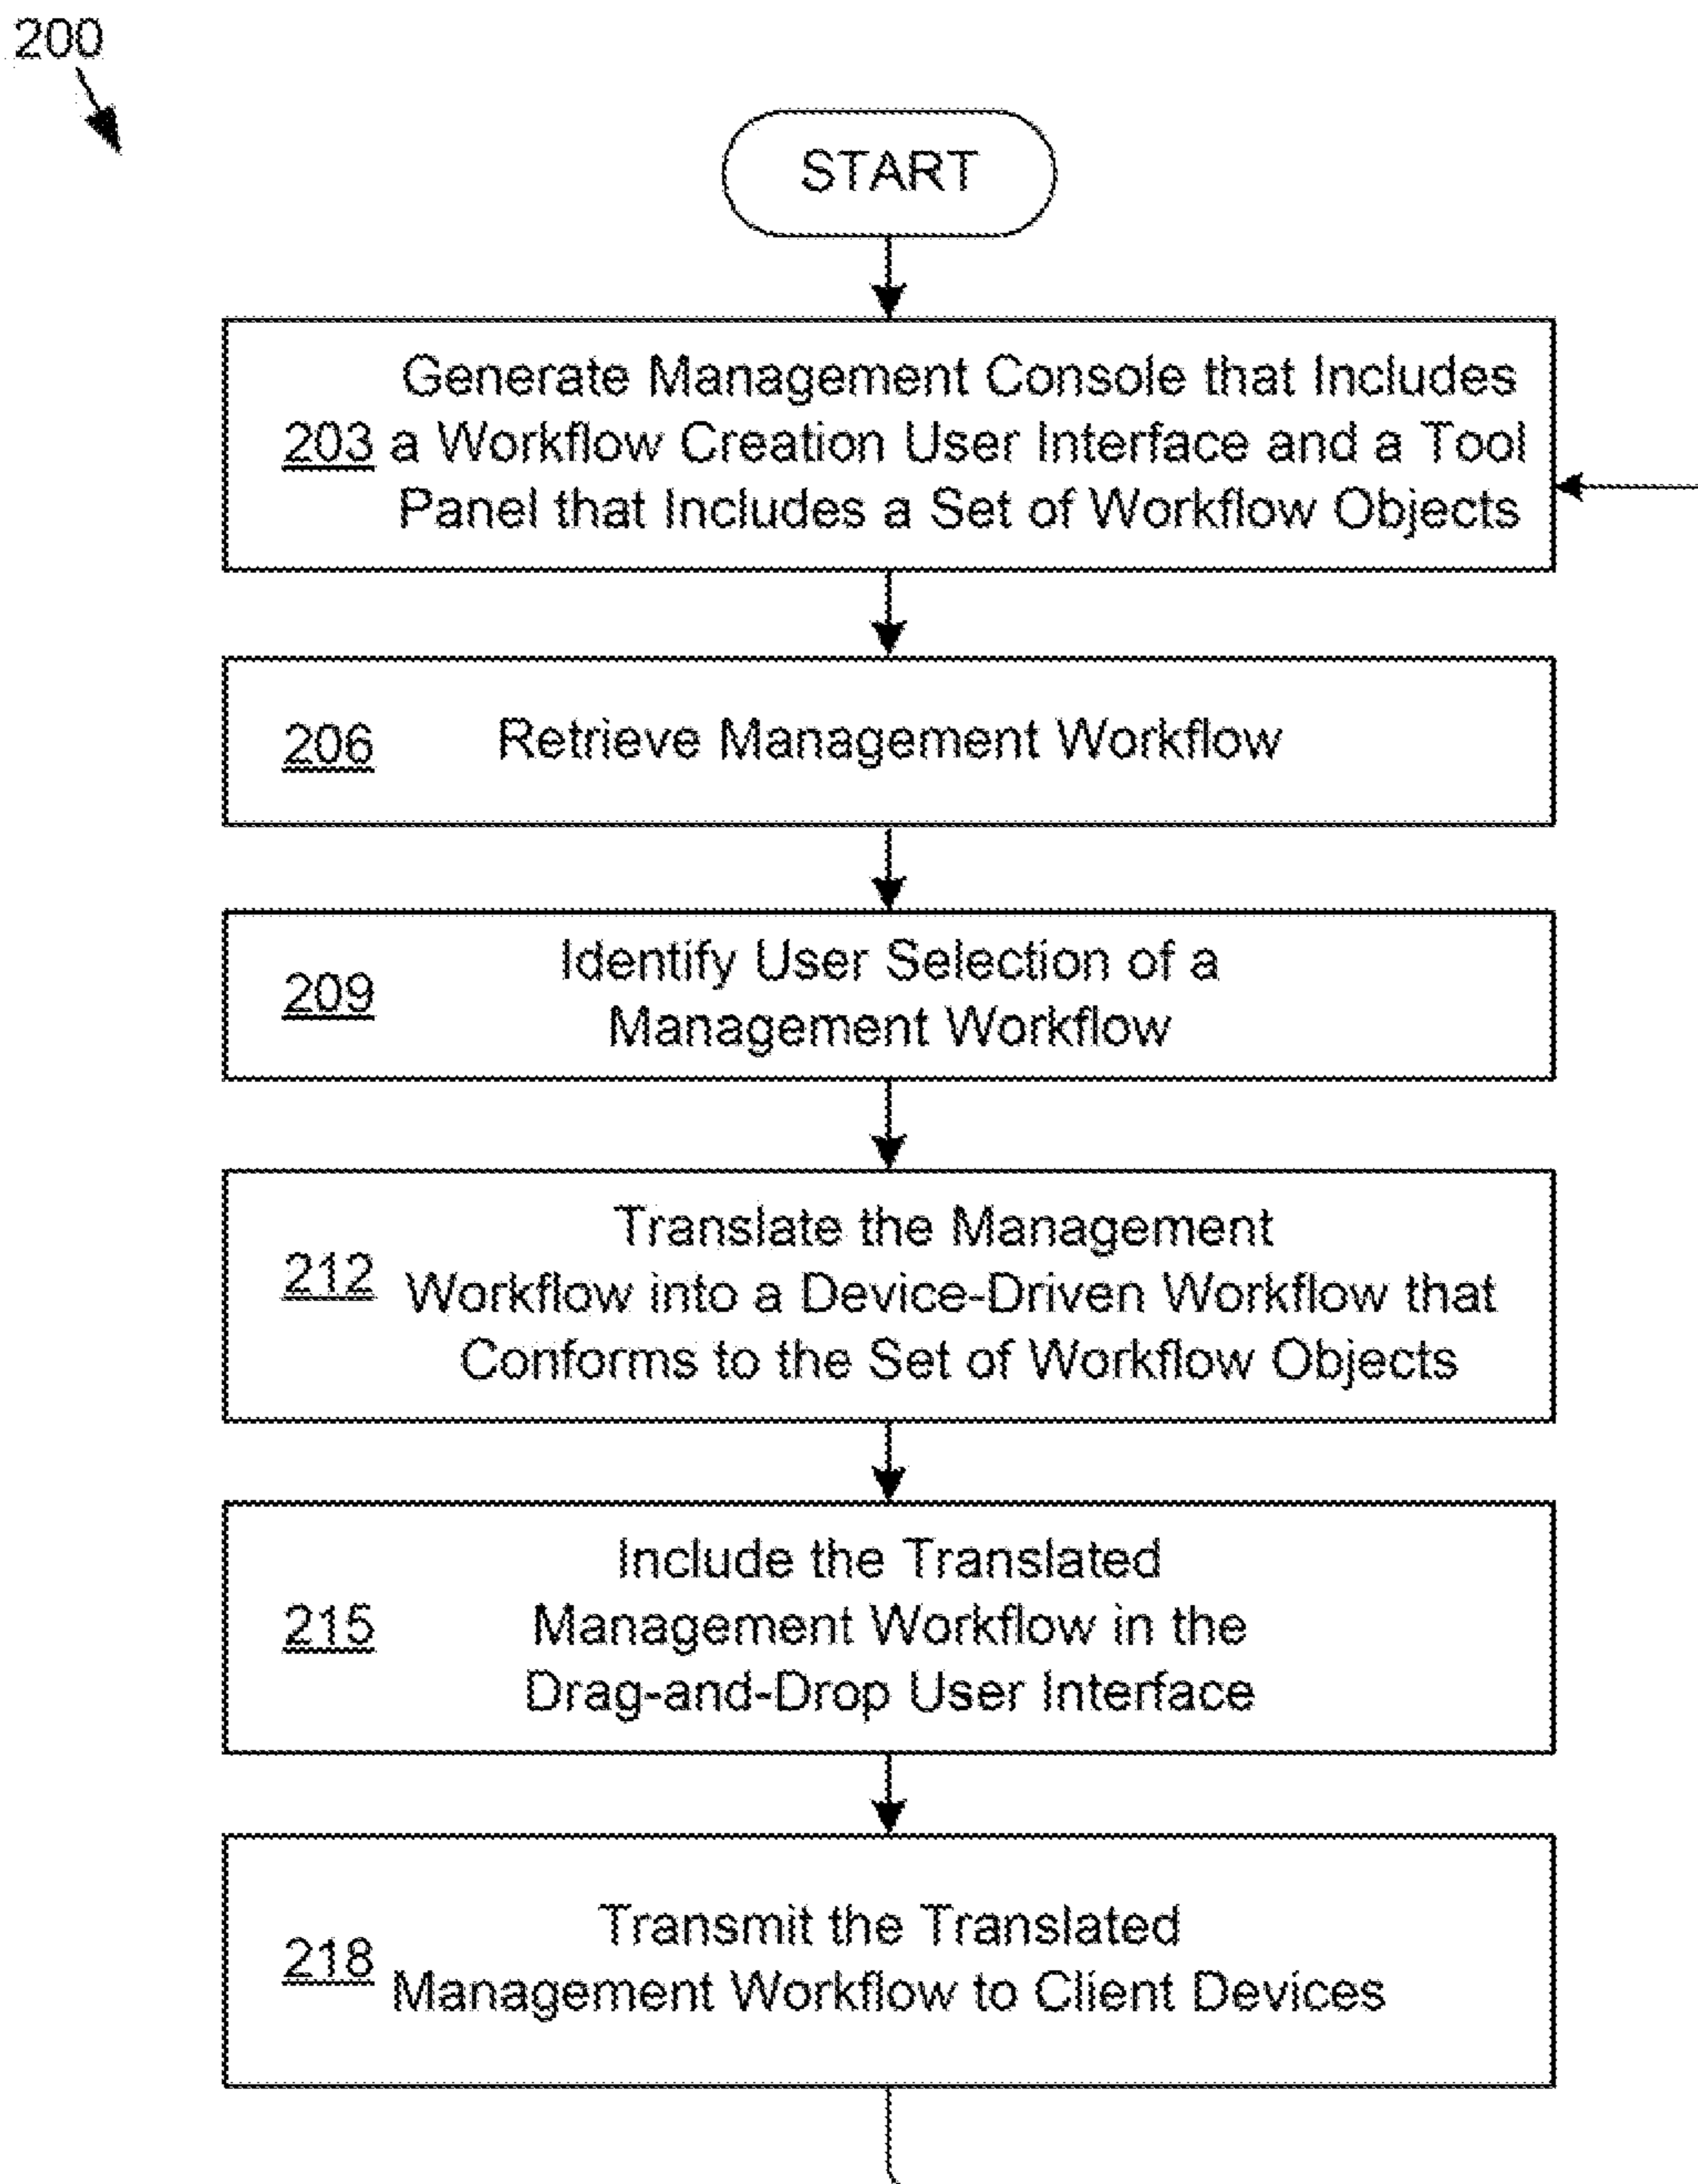 200
START
Generate Management Console that Includes
203 a Workflow Creation User Interface and a Tool
Panel that Includes a Set of Workflow Objects
206 Retrieve Management Workflow
Identify User Selection of a
209
Management Workflow
Translate the Management
212 Workflow into a Device-Driven Workflow that
Conforms to the Set of Workflow Objects
Include the Translated
215 Management Workflow in the
Drag-and-Drop User Interface
Transmit the Translated
218 Management Workflow to Client Devices